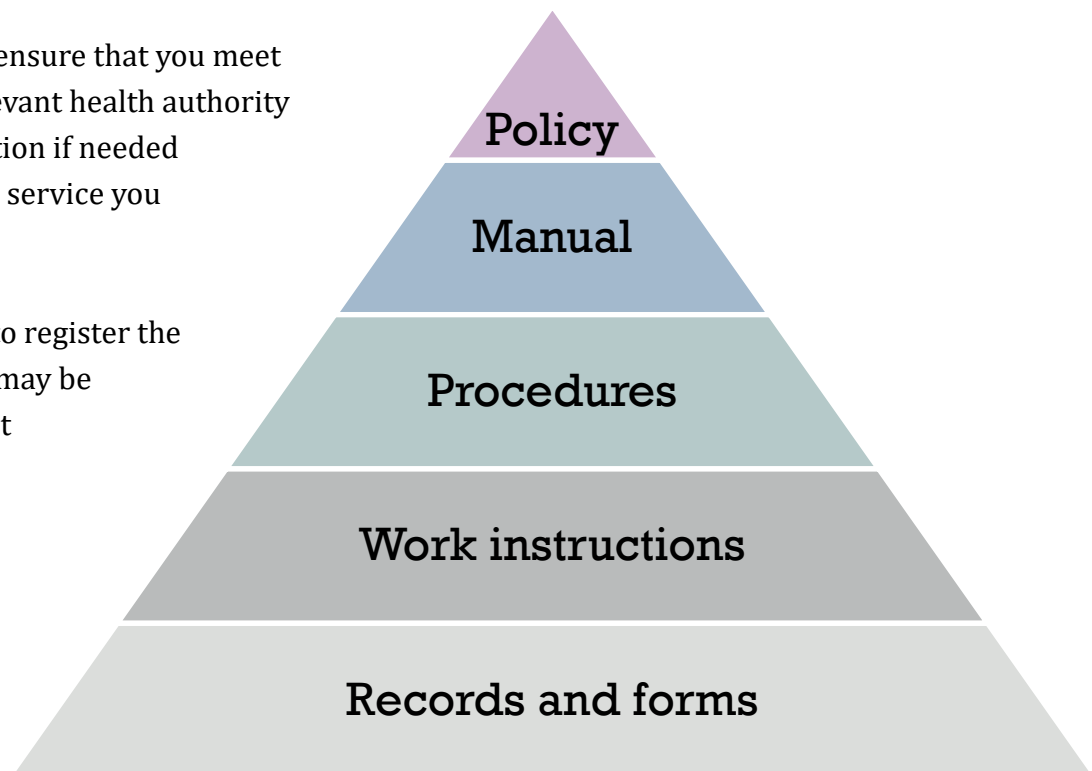 ensure that you meet
evant health authority
tion if needed
service you
to register the
may be
t
Policy
Manual
Procedures
Work instructions
Records and forms